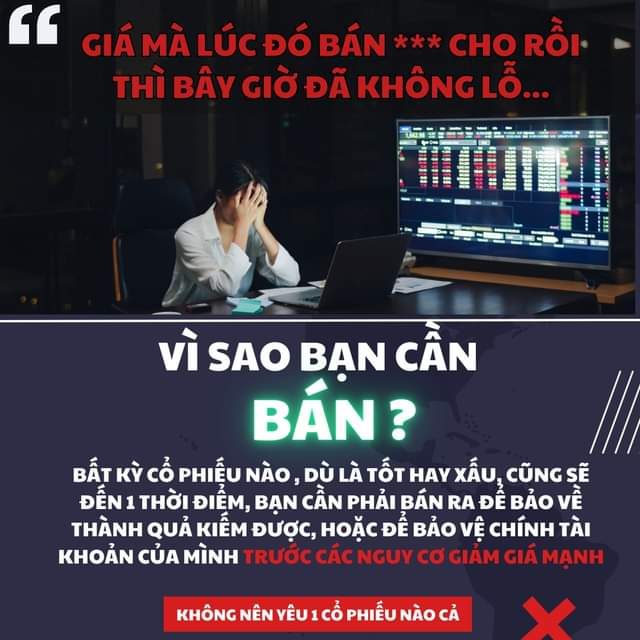 GIÁ MÀ LÚC ĐÓ BÁN *** CHO RỒI
THÌ BÂY GIỜ ĐÃ KHÔNG LỖ...
VÌ SAO BẠN CẦN
BÁN ?
BẤT KỲ CỔ PHIẾU NÀO , DÙ LÀ TỐT HAY XẤU, CŨNG SẼ
ĐẾN 1 THỜI ĐIỂM, BẠN CẦN PHẢI BÁN RA ĐỂ BẢO VỀ
THÀNH QUẢ KIẾM ĐƯỢC, HOẶC ĐỂ BẢO VỆ CHÍNH TÀI
KHOẢN CỦA MÌNH TRƯỚC CÁC NGUY CƠ GIẢM GIÁ MẠNH
KHÔNG NÊN YÊU 1 CỔ PHIẾU NÀO CẢ